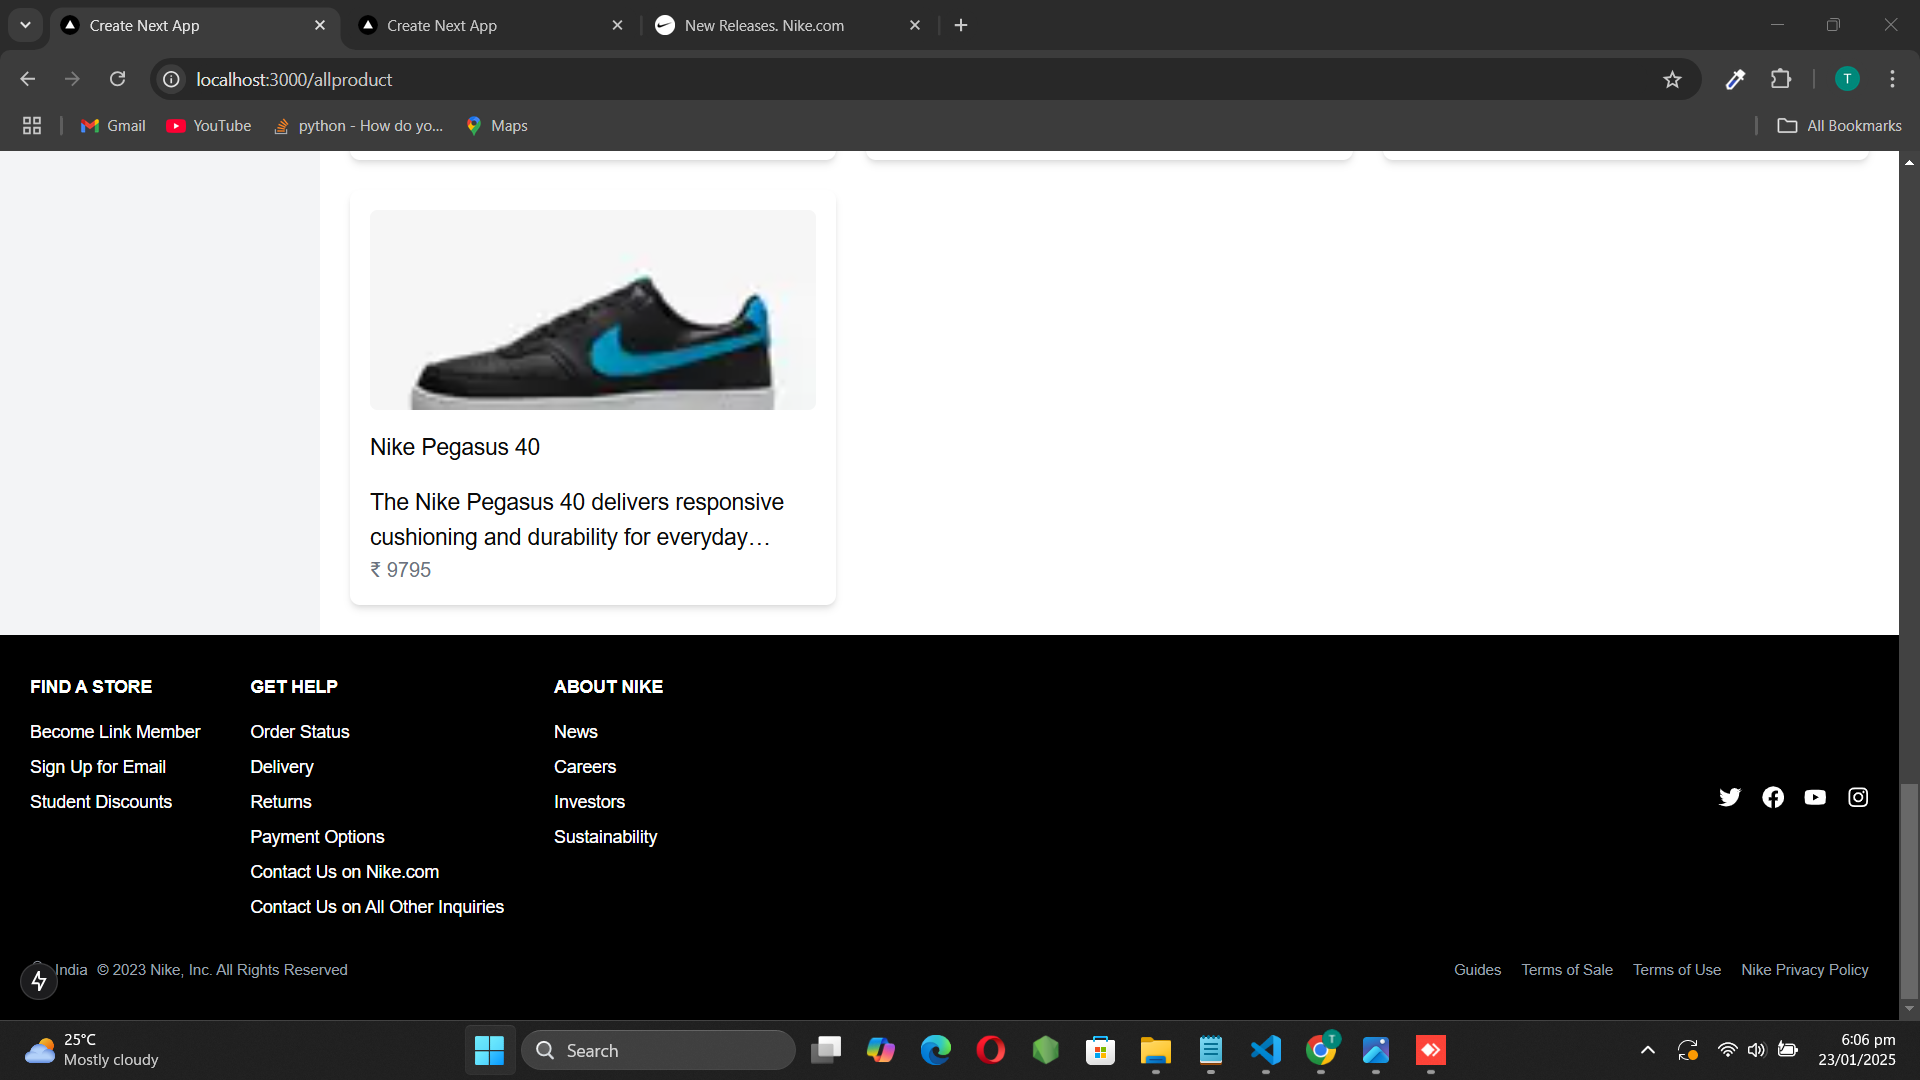 Create Next App
Create Next App
New Releases. Nike.com
localhost:3000/allproduct
T
Gmail
YouTube
python - How do yo...
Maps
All Bookmarks
Nike Pegasus 40
The Nike Pegasus 40 delivers responsive
cushioning and durability for everyday…
₹ 9795
FIND A STORE
Become Link Member
Sign Up for Email
Student Discounts
GET HELP
Order Status
Delivery
Returns
Payment Options
Contact Us on Nike.com
Contact Us on All Other Inquiries
ABOUT NIKE
News
Careers
Investors
Sustainability
India © 2023 Nike, Inc. All Rights Reserved
Guides Terms of Sale Terms of Use Nike Privacy Policy
25°C
Mostly cloudy
Search
T
6:06 pm
23/01/2025